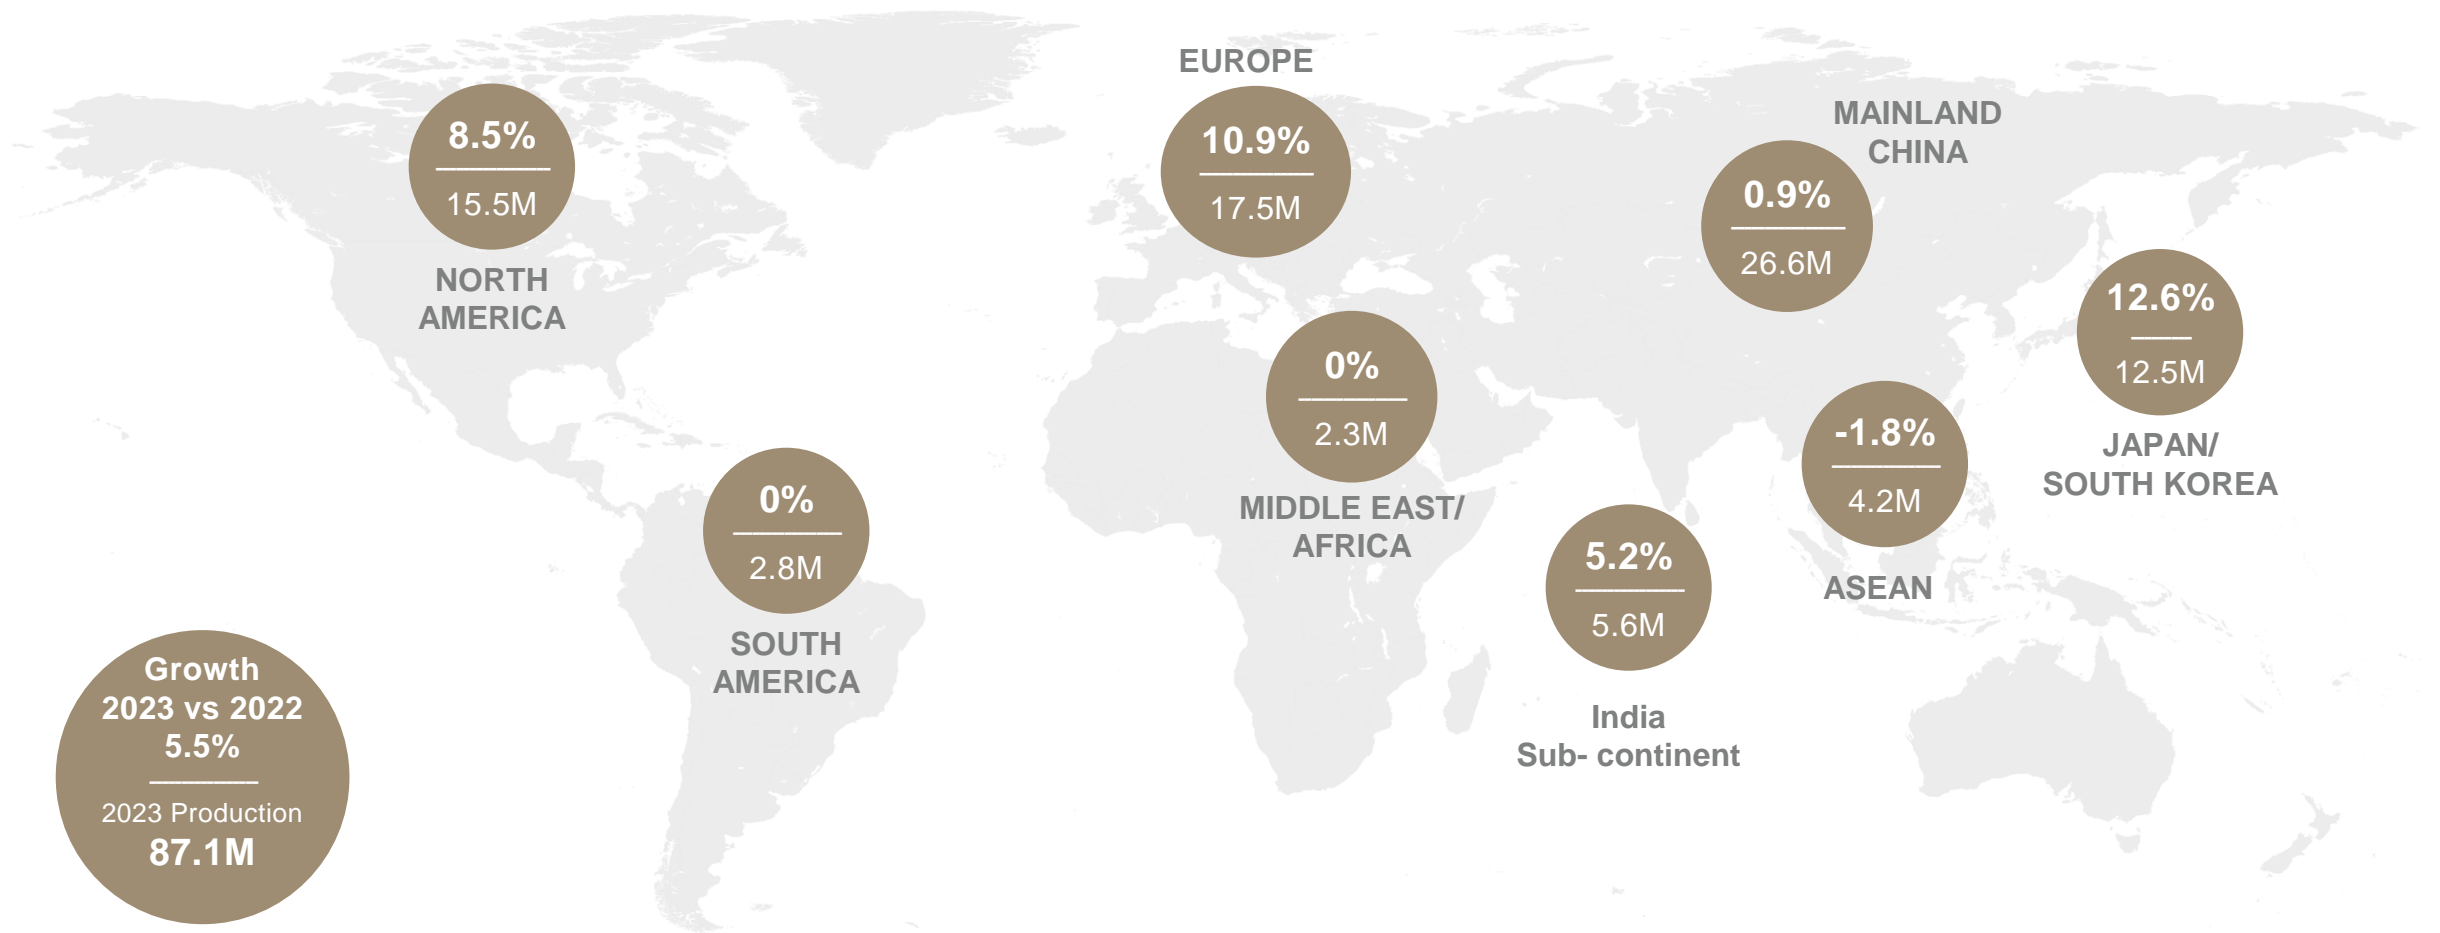 EUROPE
10.9%
17.5M
MAINLAND
CHINA
0.9%
26.6M
8.5%
15.5M
NORTH
AMERICA
12.6%
12.5M
JAPAN/
SOUTH KOREA
0%
2.3M
MIDDLE EAST/
AFRICA
-1.8%
4.2M
ASEAN
0%
2.8M
SOUTH
AMERICA
5.2%
5.6M
India
Sub- continent
Growth
2023 vs 2022
5.5%
2023 Production
87.1M